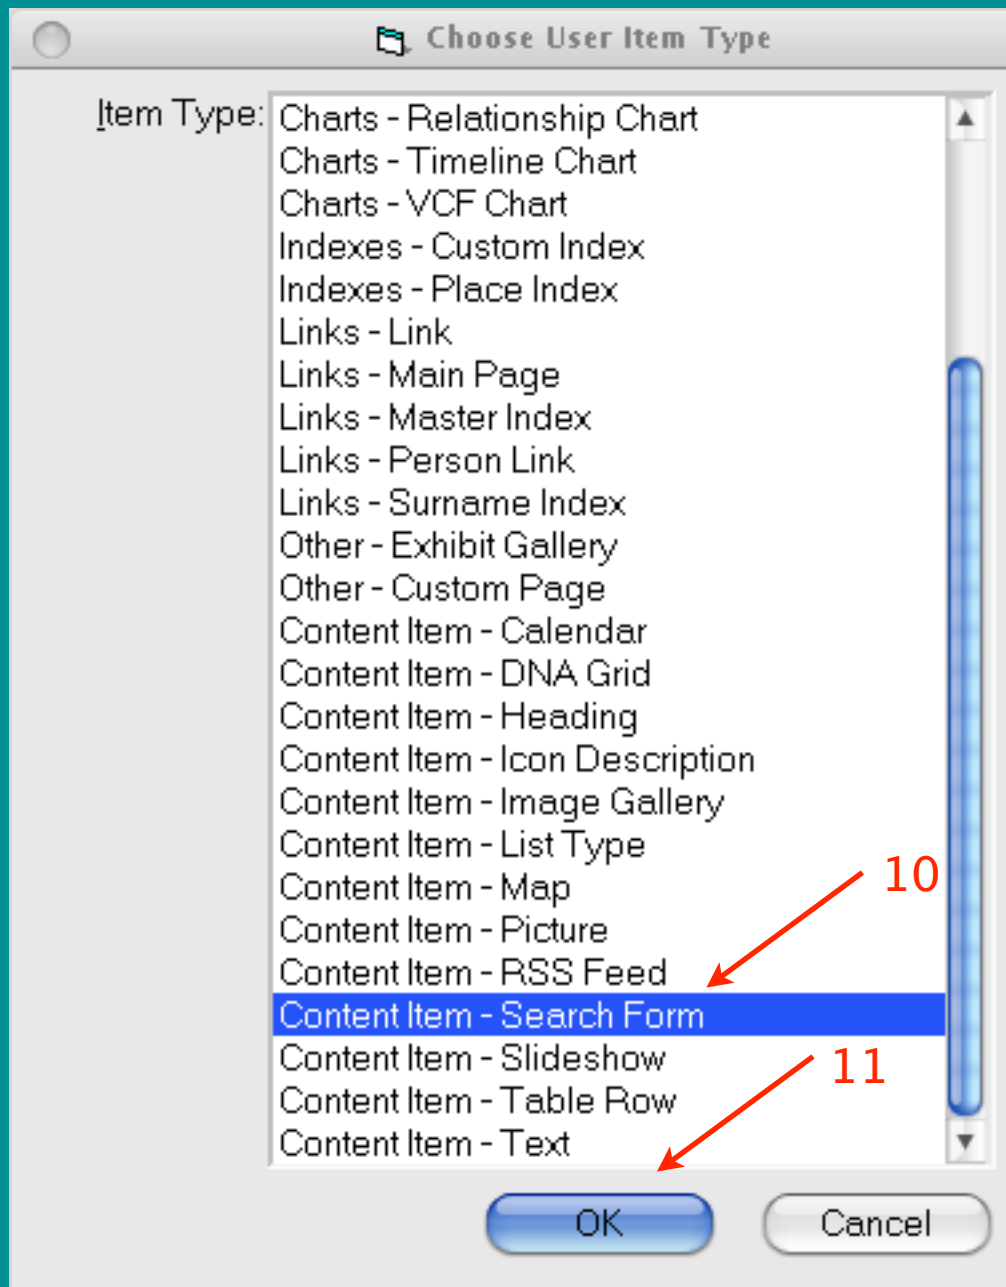 Choose User Item Type
Item Type:
Charts - Relationship Chart
Charts - Timeline Chart
Charts - VCF Chart
Indexes - Custom Index
Indexes - Place Index
Links - Link
Links - Main Page
Links - Master Index
Links - Person Link
Links - Surname Index
Other - Exhibit Gallery
Other - Custom Page
Content Item - Calendar
Content Item - DNA Grid
Content Item - Heading
Content Item - Icon Description
Content Item - Image Gallery
Content Item - List Type
Content Item - Map
10
Content Item - Picture
Content Item - RSS Feed
Content Item - Search Form
Content Item - Slideshow
11
Content Item - Table Row
Content Item - Text
OK
Cancel